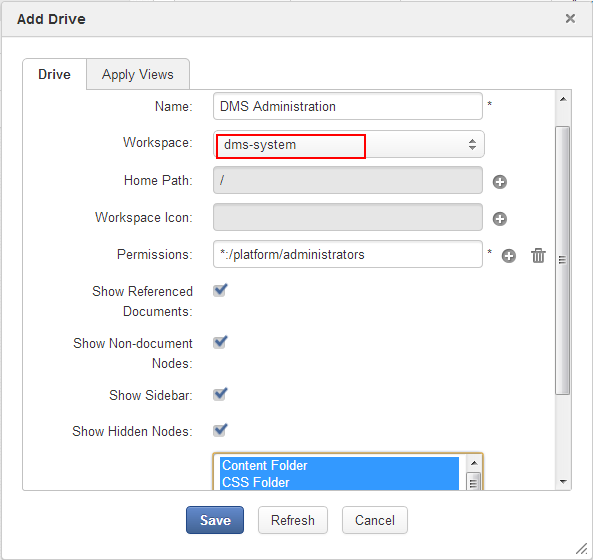 Add Drive
Drive
Apply Views
Name: DMS Administration *
Workspace: dms-system
Home Path: /
Workspace Icon:
Permissions: *:/platform/administrators *
Show Referenced
Documents:
Show Non-document
Nodes:
Show Sidebar:
Show Hidden Nodes:
Content Folder
CSS Folder
Save
Refresh
Cancel